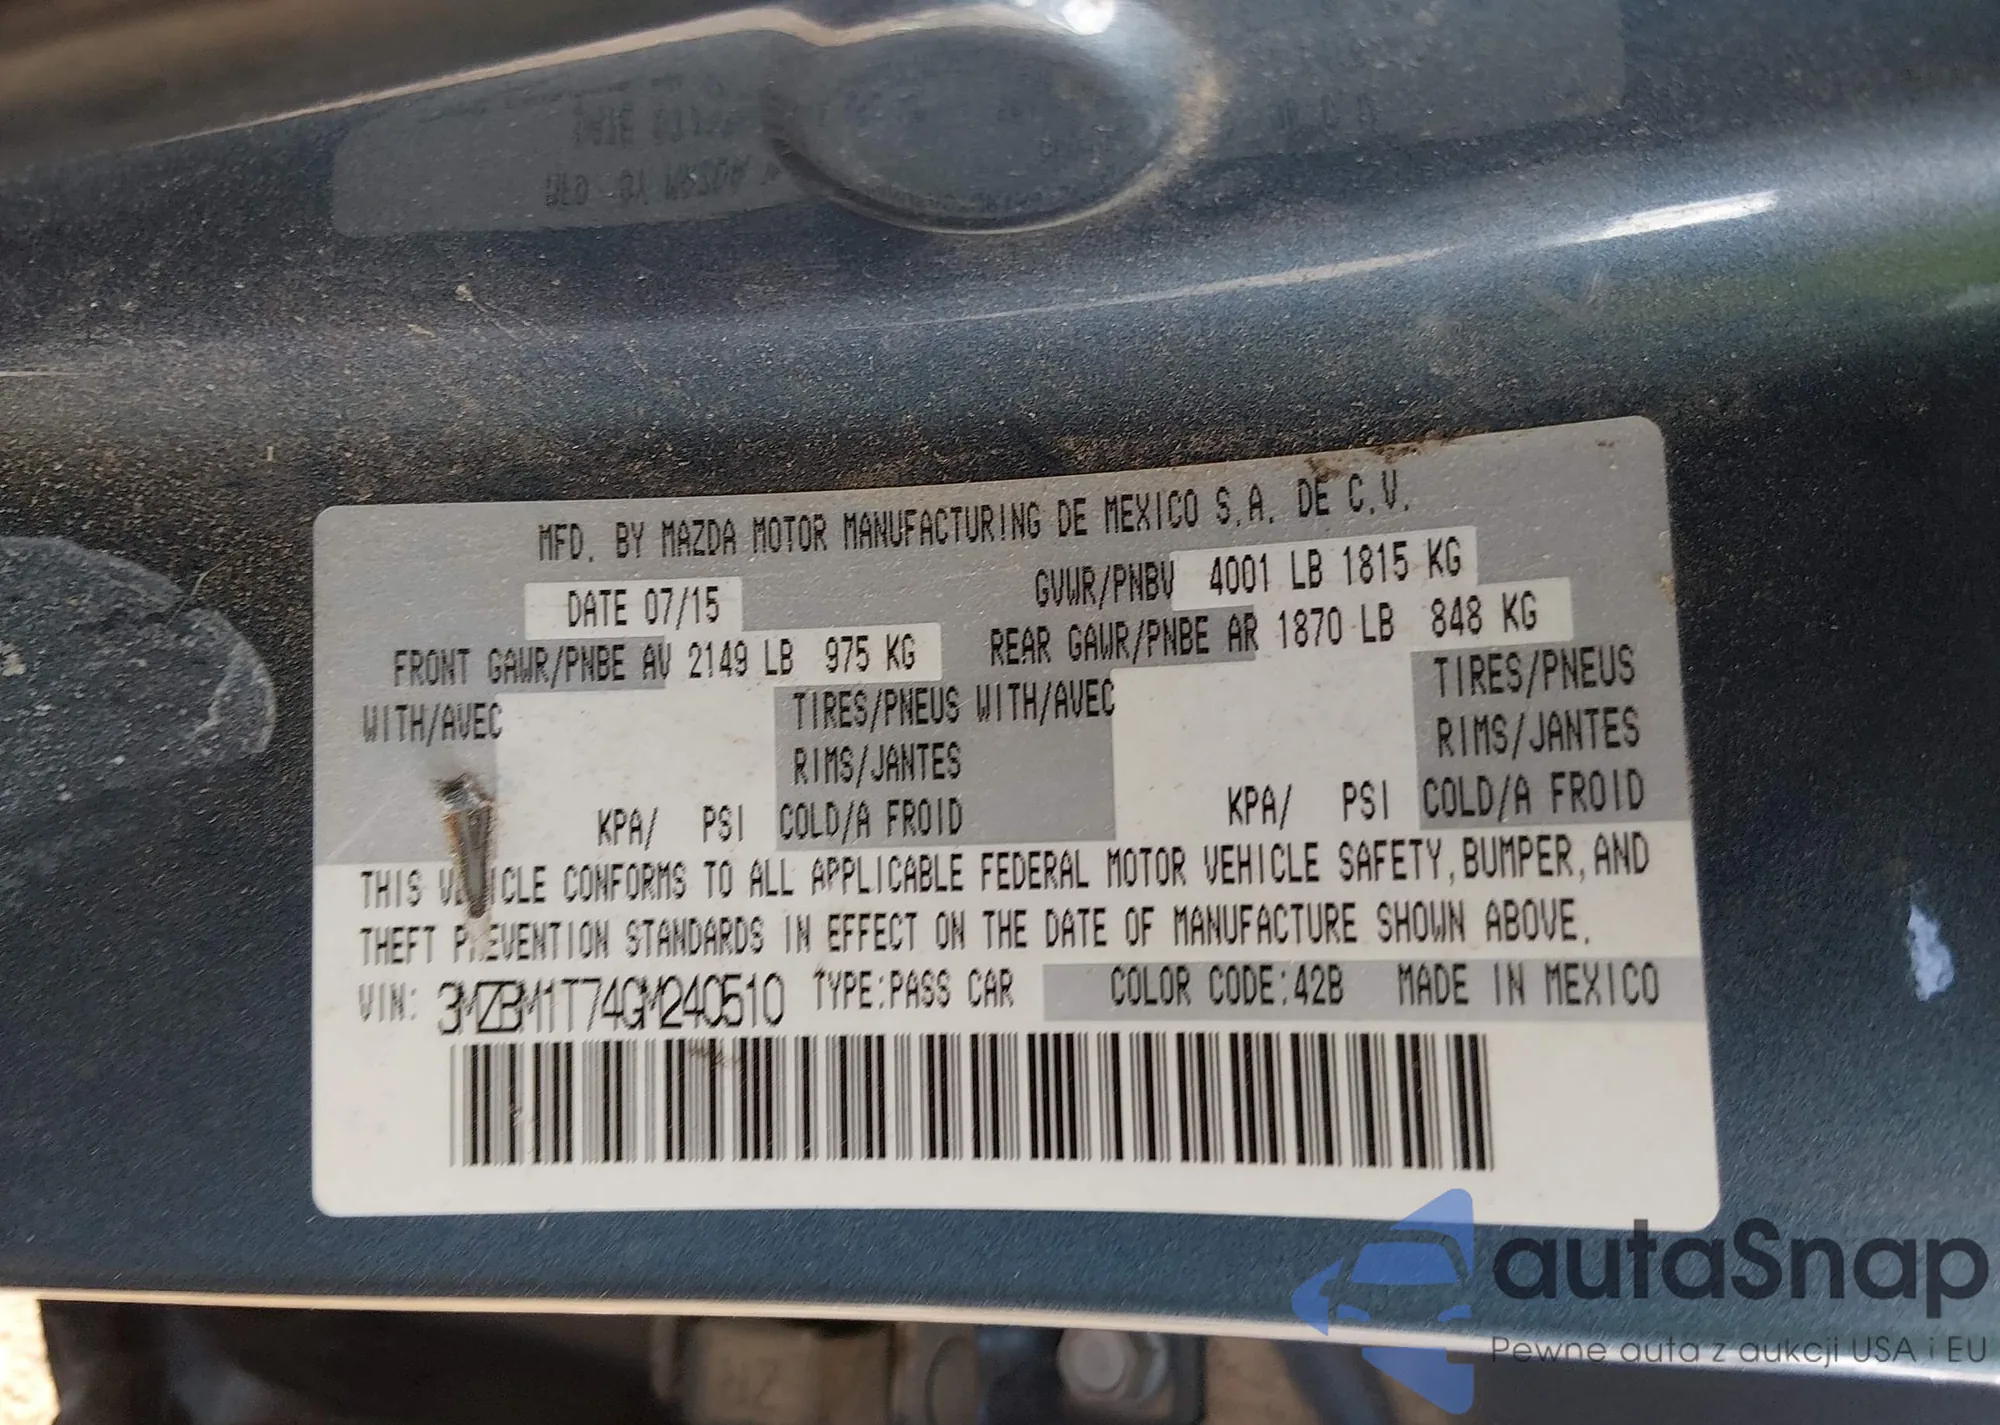 MFD. BY MAZDA MOTOR MANUFACTURING DE MEXICO S.A. DE C.V.
DATE 07/15 GVWR/PNBV 4001 LB 1815 KG
FRONT GAWR/PNBE AV 2149 LB 975 KG REAR GAWR/PNBE AR 1870 LB 848 KG
WITH/AVEC TIRES/PNEUS WITH/AVEC TIRES/PNEUS
RIMS/JANTES RIMS/JANTES
KPA/ PSI COLD/A FROID KPA/ PSI COLD/A FROID
THIS VEHICLE CONFORMS TO ALL APPLICABLE FEDERAL MOTOR VEHICLE SAFETY, BUMPER, AND
THEFT PREVENTION STANDARDS IN EFFECT ON THE DATE OF MANUFACTURE SHOWN ABOVE.
VIN: 3MZBM1T74GM240510 TYPE:PASS CAR COLOR CODE:42B MADE IN MEXICO
autaSnap
Pewne auta z aukcji USA i EU